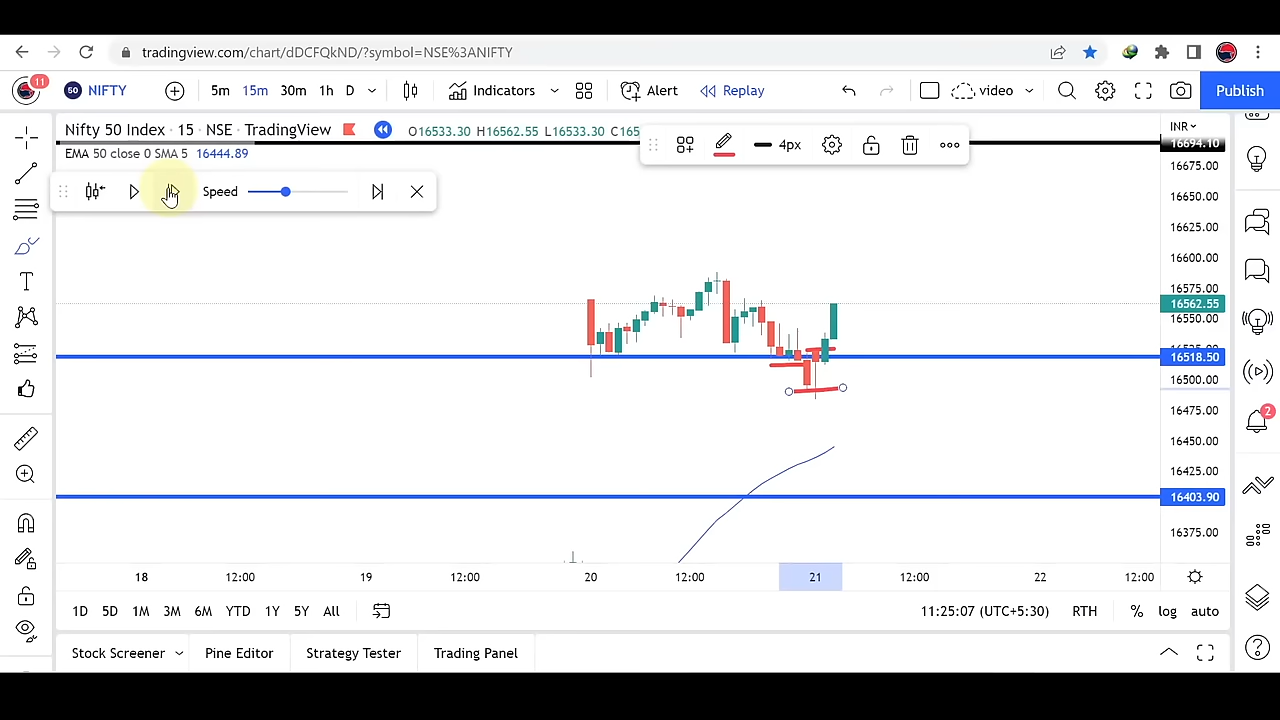 tradingview.com/chart/dDCFQkND/?symbol=NSE%3ANIFTY
11
50 NIFTY 5m 15m 30m 1h D Indicators Alert Replay video Publish
Nifty 50 Index · 15 · NSE · TradingView O16533.30 H16562.55 L16533.30 C165
4px
INR
EMA 50 close 0 SMA 5 16444.89
Speed
16694.10
16675.00
16650.00
16625.00
16600.00
16575.00
16562.55
16550.00
16518.50
16500.00
16475.00
16450.00
16425.00
16403.90
16375.00
2
18 12:00 19 12:00 20 12:00 21 12:00 22 12:00
1D 5D 1M 3M 6M YTD 1Y 5Y All 11:25:07 (UTC+5:30) RTH % log auto
Stock Screener Pine Editor Strategy Tester Trading Panel